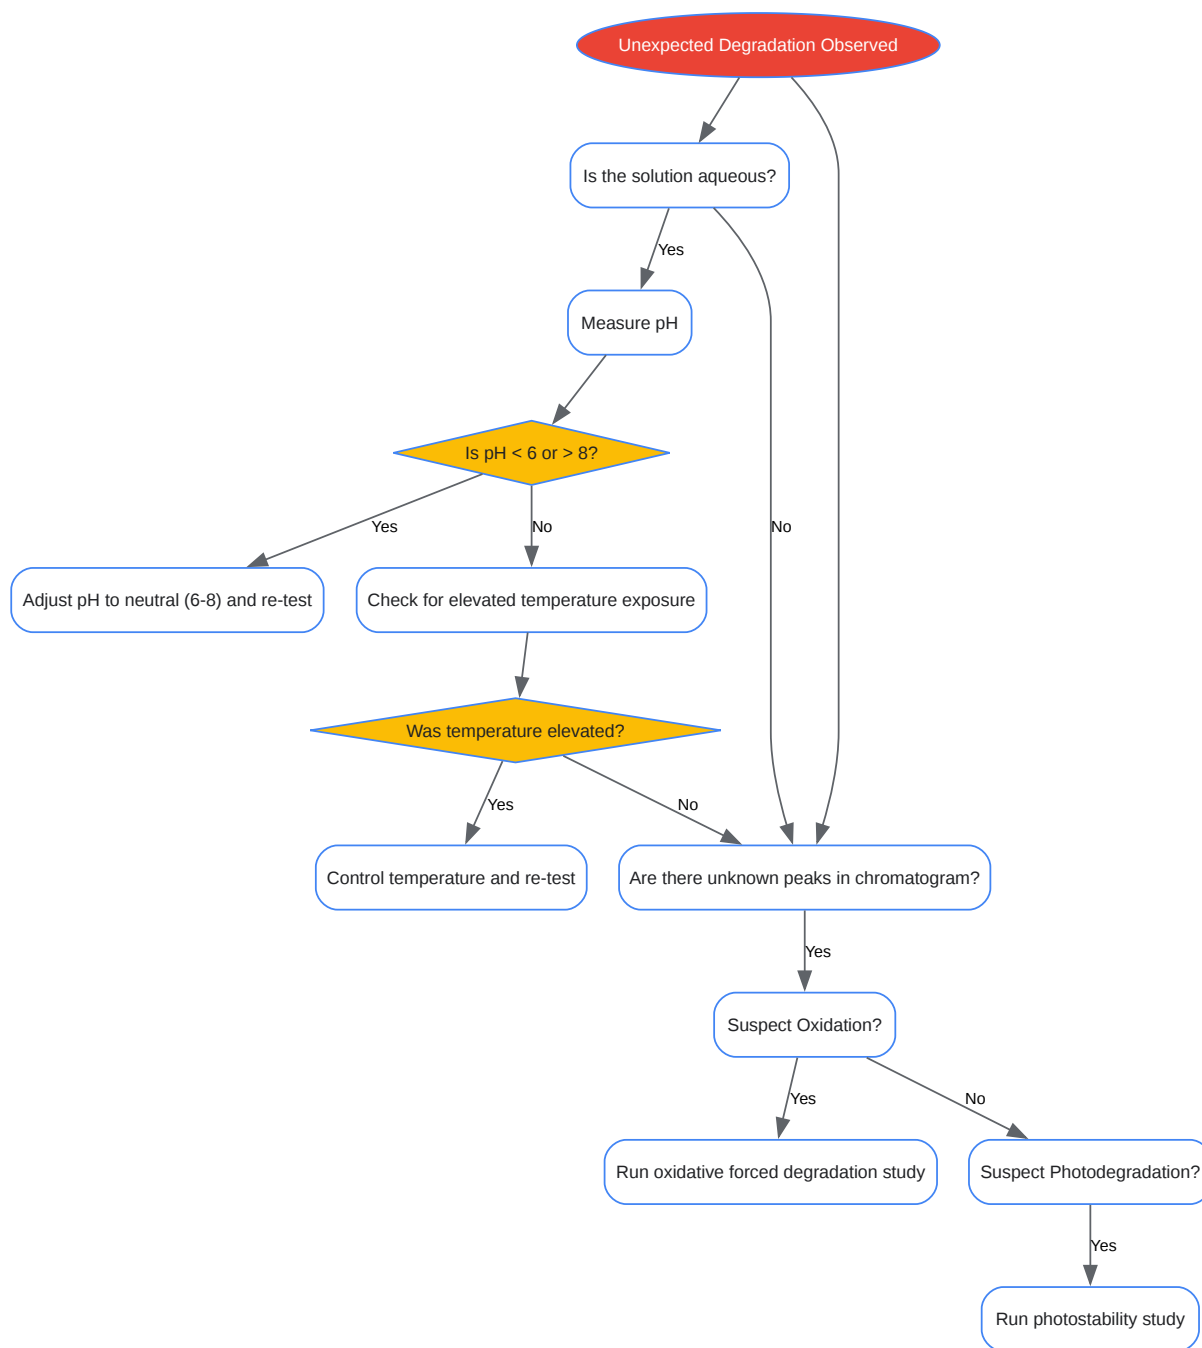 Unexpected Degradation Observed
Is the solution aqueous?
Yes
Measure pH
Is pH < 6 or > 8?
Yes
No
No
Adjust pH to neutral (6-8) and re-test
Check for elevated temperature exposure
Was temperature elevated?
Yes
No
Control temperature and re-test
Are there unknown peaks in chromatogram?
Yes
Suspect Oxidation?
Yes
No
Run oxidative forced degradation study
Suspect Photodegradation?
Yes
Run photostability study